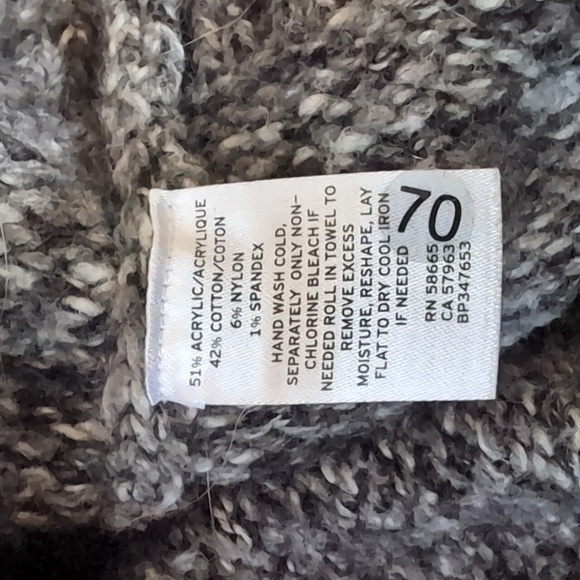 51% ACRYLIC/ACRYLIQUE
42% COTTON/COTON
6% NYLON
1% SPANDEX
HAND WASH COLD,
SEPARATELY ONLY NON-
CHLORINE BLEACH IF
NEEDED ROLL IN TOWEL TO
REMOVE EXCESS
MOISTURE, RESHAPE, LAY
FLAT TO DRY COOL IRON
IF NEEDED
RN 58665
CA 57963
BP347653
70